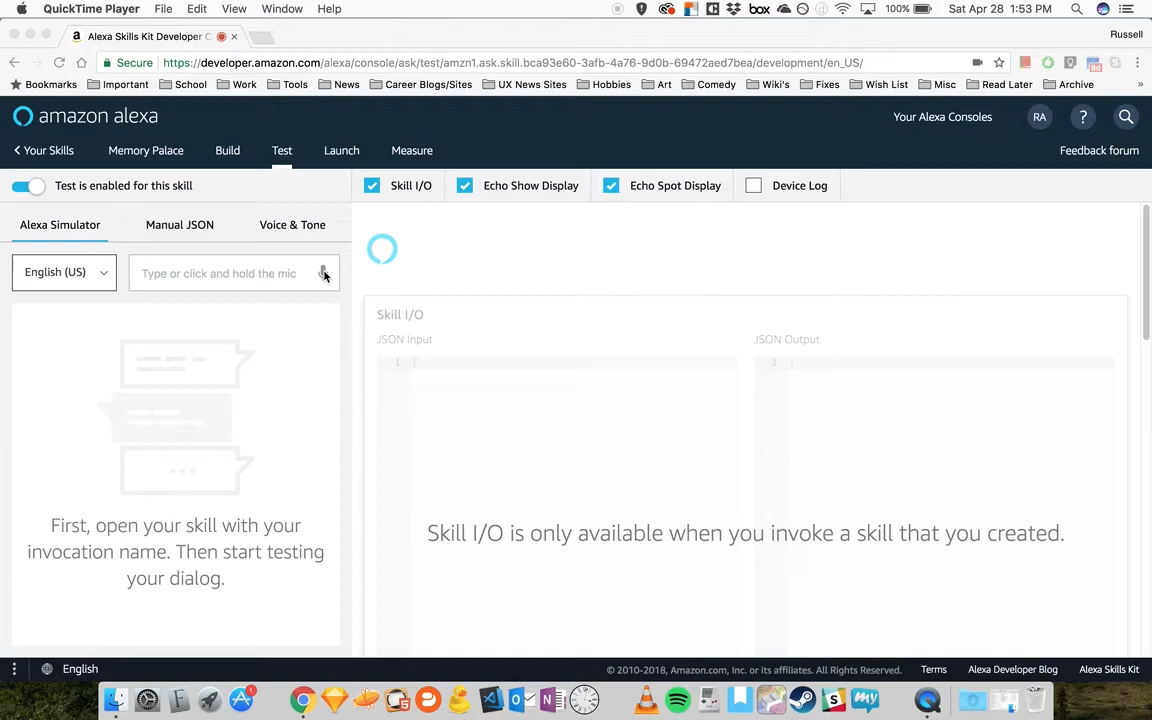 QuickTime Player File Edit View Window Help box 100% Sat Apr 28 1:53 PM
a Alexa Skills Kit Developer C × Russell
Secure https://developer.amazon.com/alexa/console/ask/test/amzn1.ask.skill.bca93e60-3afb-4a76-9d0b-69472aed7bea/development/en_US/
Bookmarks Important School Work Tools News Career Blogs/Sites UX News Sites Hobbies Art Comedy Wiki's Fixes Wish List Misc Read Later Archive
amazon alexa Your Alexa Consoles RA ?
Your Skills Memory Palace Build Test Launch Measure Feedback forum
Test is enabled for this skill Skill I/O Echo Show Display Echo Spot Display Device Log
Alexa Simulator Manual JSON Voice & Tone
English (US) Type or click and hold the mic
Skill I/O
JSON Input JSON Output
1 1
First, open your skill with your
invocation name. Then start testing
your dialog.
Skill I/O is only available when you invoke a skill that you created.
English © 2010-2018, Amazon.com, Inc. or its affiliates. All Rights Reserved. Terms Alexa Developer Blog Alexa Skills Kit